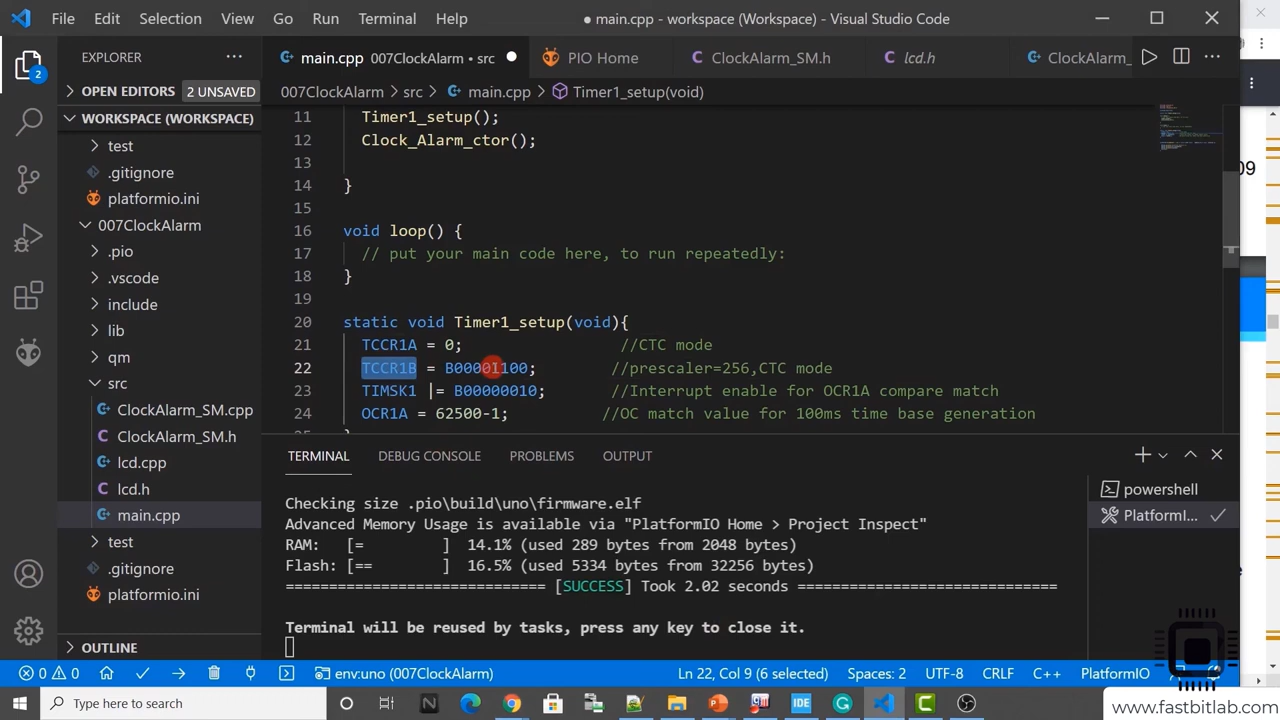 File Edit Selection View Go Run Terminal Help ● main.cpp - workspace (Workspace) - Visual Studio Code
EXPLORER
main.cpp 007ClockAlarm • src
PIO Home
ClockAlarm_SM.h
lcd.h
ClockAlarm_
2
OPEN EDITORS 2 UNSAVED
007ClockAlarm > src > main.cpp > Timer1_setup(void)
WORKSPACE (WORKSPACE)
test
.gitignore
platformio.ini
007ClockAlarm
.pio
.vscode
include
lib
qm
src
ClockAlarm_SM.cpp
ClockAlarm_SM.h
lcd.cpp
lcd.h
main.cpp
test
.gitignore
platformio.ini
OUTLINE
11 Timer1_setup();
12 Clock_Alarm_ctor();
13
14 }
15
16 void loop() {
17 // put your main code here, to run repeatedly:
18 }
19
20 static void Timer1_setup(void){
21 TCCR1A = 0; //CTC mode
22 TCCR1B = B00001100; //prescaler=256,CTC mode
23 TIMSK1 |= B00000010; //Interrupt enable for OCR1A compare match
24 OCR1A = 62500-1; //OC match value for 100ms time base generation
09
TERMINAL DEBUG CONSOLE PROBLEMS OUTPUT
Checking size .pio\build\uno\firmware.elf
Advanced Memory Usage is available via "PlatformIO Home > Project Inspect"
RAM: [= ] 14.1% (used 289 bytes from 2048 bytes)
Flash: [== ] 16.5% (used 5334 bytes from 32256 bytes)
============================ [SUCCESS] Took 2.02 seconds ============================
Terminal will be reused by tasks, press any key to close it.
powershell
PlatformI...
0 0 env:uno (007ClockAlarm) Ln 22, Col 9 (6 selected) Spaces: 2 UTF-8 CRLF C++ PlatformIO
Type here to search
IDE
www.fastbitlab.com